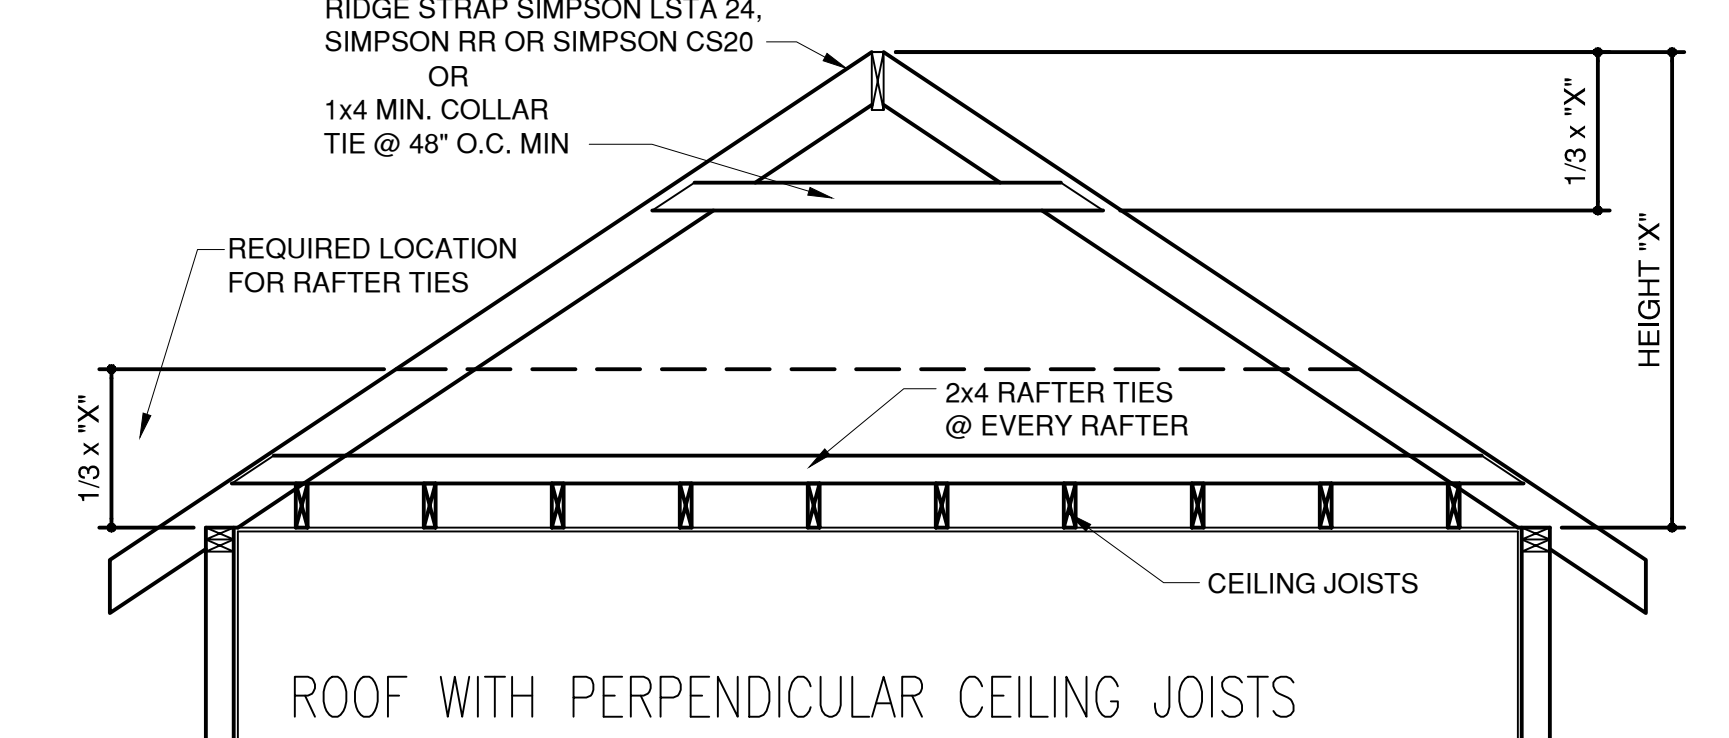 RIDGE STRAP SIMPSON LSTA 24,
SIMPSON RR OR SIMPSON CS20
OR
1x4 MIN. COLLAR
TIE @ 48" O.C. MIN
1/3 x "X"
HEIGHT "X"
REQUIRED LOCATION
FOR RAFTER TIES
1/3 x "X"
2x4 RAFTER TIES
@ EVERY RAFTER
CEILING JOISTS
ROOF WITH PERPENDICULAR CEILING JOISTS